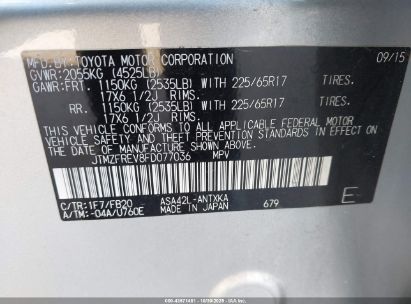 MFD.BY:TOYOTA MOTOR CORPORATION 09/15
GVWR:2055KG (4525LB)
GAWR:FRT. 1150KG (2535LB) WITH 225/65R17 TIRES.
17X6 1/2J RIMS.
RR. 1150KG (2535LB) WITH 225/65R17 TIRES.
17X6 1/2J RIMS.
THIS VEHICLE CONFORMS TO ALL APPLICABLE FEDERAL MOTOR
VEHICLE SAFETY STANDARDS IN EFFECT ON THE DATE OF
MANUFACTURE SHOWN ABOVE.
JTMZFREV8FD077036 MPV
C/TR:1F7/FB20 ASA42L-ANTXKA E
A/TM:-04A/U760E MADE IN JAPAN 679